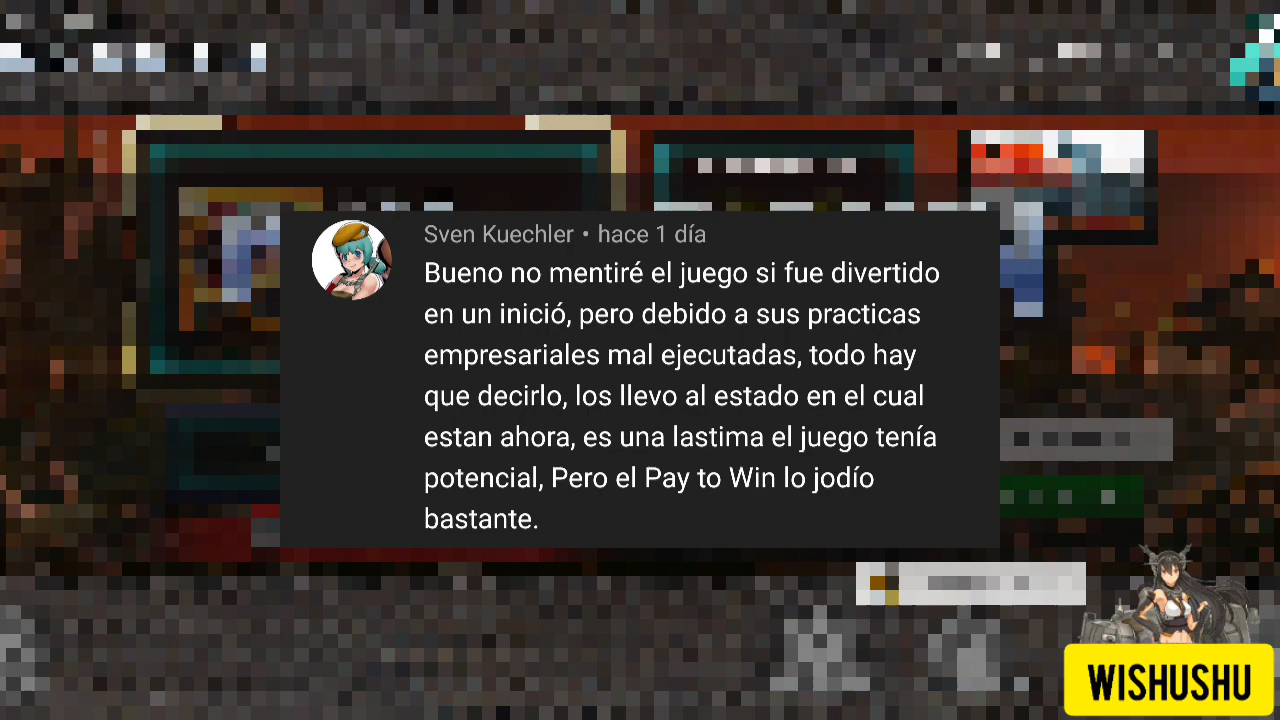 Sven Kuechler • hace 1 día
Bueno no mentiré el juego si fue divertido
en un inició, pero debido a sus practicas
empresariales mal ejecutadas, todo hay
que decirlo, los llevo al estado en el cual
estan ahora, es una lastima el juego tenía
potencial, Pero el Pay to Win lo jodío
bastante.
WISHUSHU